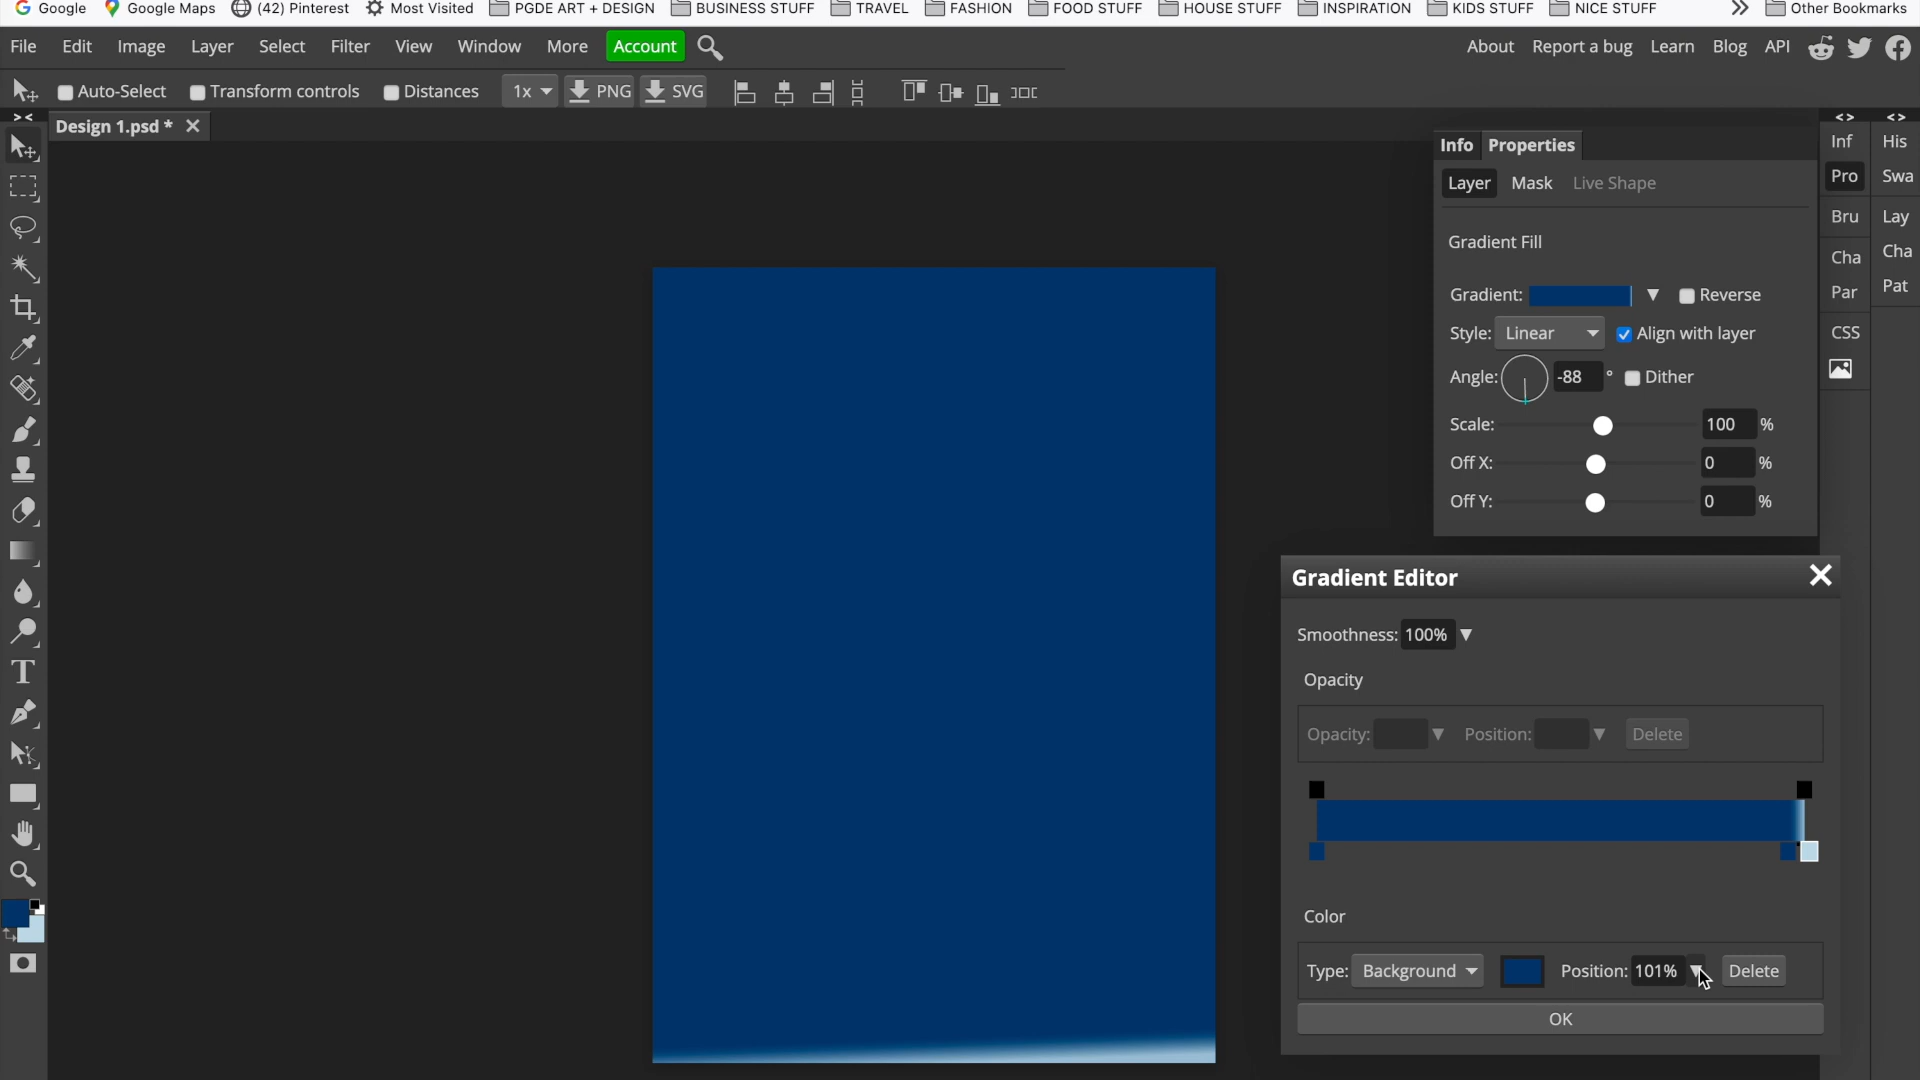 Google Google Maps (42) Pinterest Most Visited PGDE ART + DESIGN BUSINESS STUFF TRAVEL FASHION FOOD STUFF HOUSE STUFF INSPIRATION KIDS STUFF NICE STUFF Other Bookmarks
File Edit Image Layer Select Filter View Window More Account About Report a bug Learn Blog API
Auto-Select Transform controls Distances 1x PNG SVG
Design 1.psd *
Info Properties
Layer Mask Live Shape
Gradient Fill
Gradient: Reverse
Style: Linear Align with layer
Angle: -88 ° Dither
Scale: 100 %
Off X: 0 %
Off Y: 0 %
Inf
Pro
Bru
Cha
Par
CSS
His
Swa
Lay
Cha
Pat
Gradient Editor
Smoothness: 100%
Opacity
Opacity: Position: Delete
Color
Type: Background Position: 101% Delete
OK